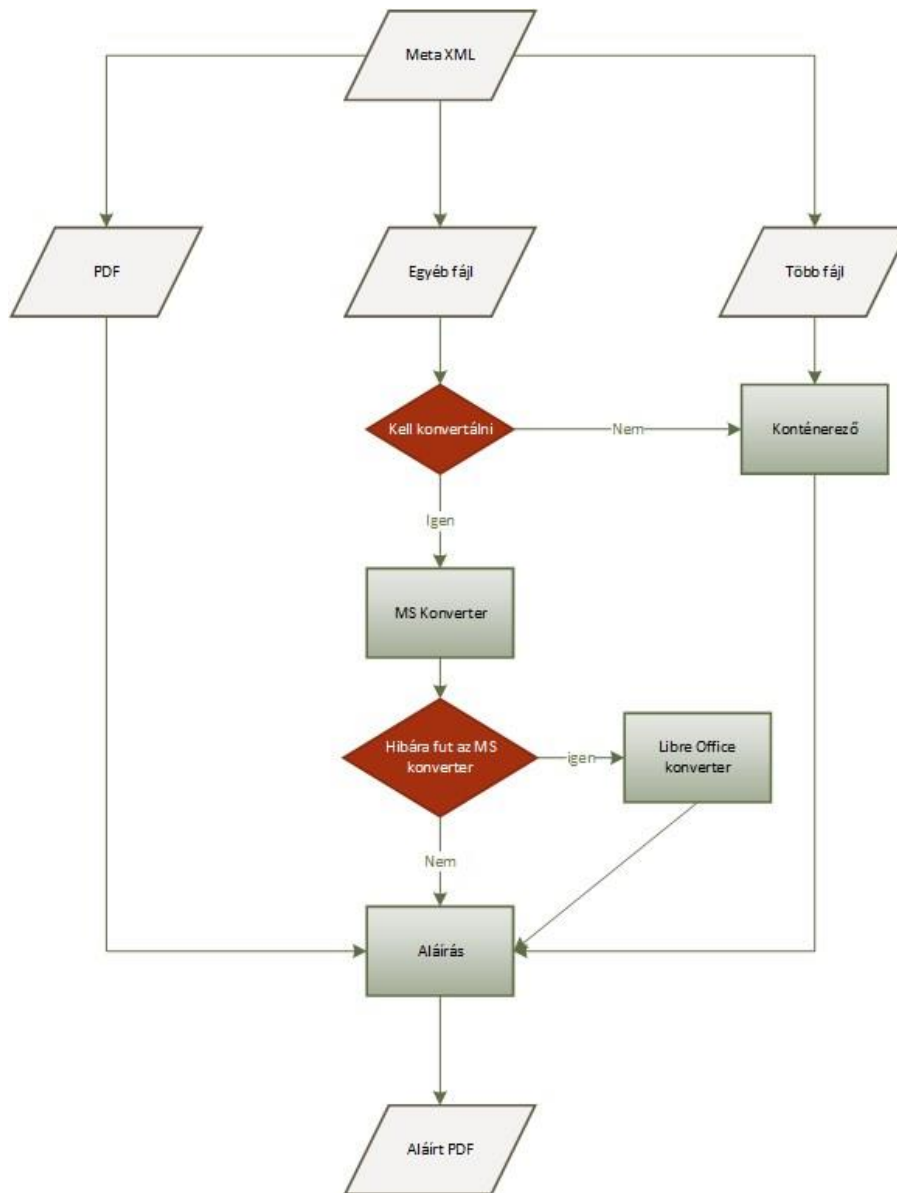 Meta XML
PDF
Egyéb fájl
Több fájl
Kell konvertálni
Nem
Konténerező
Igen
MS Konverter
Hibára fut az MS
konverter
igen
Libre Office
konverter
Nem
Aláírás
Aláírt PDF